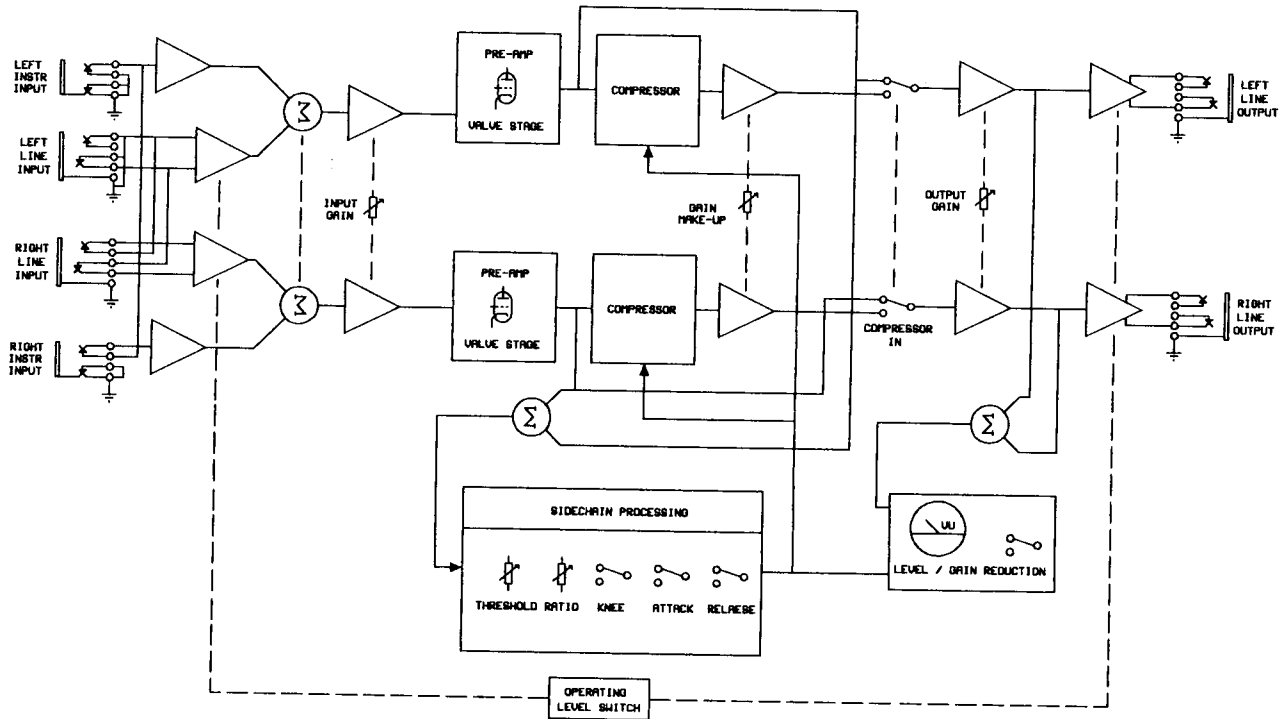 LEFT
INSTR
INPUT
PRE-AMP
VALVE STAGE
COMPRESSOR
LEFT
LINE
OUTPUT
Σ
LEFT
LINE
INPUT
INPUT
GAIN
GAIN
MAKE-UP
OUTPUT
GAIN
RIGHT
LINE
INPUT
PRE-AMP
VALVE STAGE
COMPRESSOR
COMPRESSOR
IN
RIGHT
LINE
OUTPUT
Σ
RIGHT
INSTR
INPUT
Σ
Σ
SIDECHAIN PROCESSING
THRESHOLD RATIO KNEE ATTACK RELAESE
VU
LEVEL / GAIN REDUCTION
OPERATING
LEVEL SWITCH